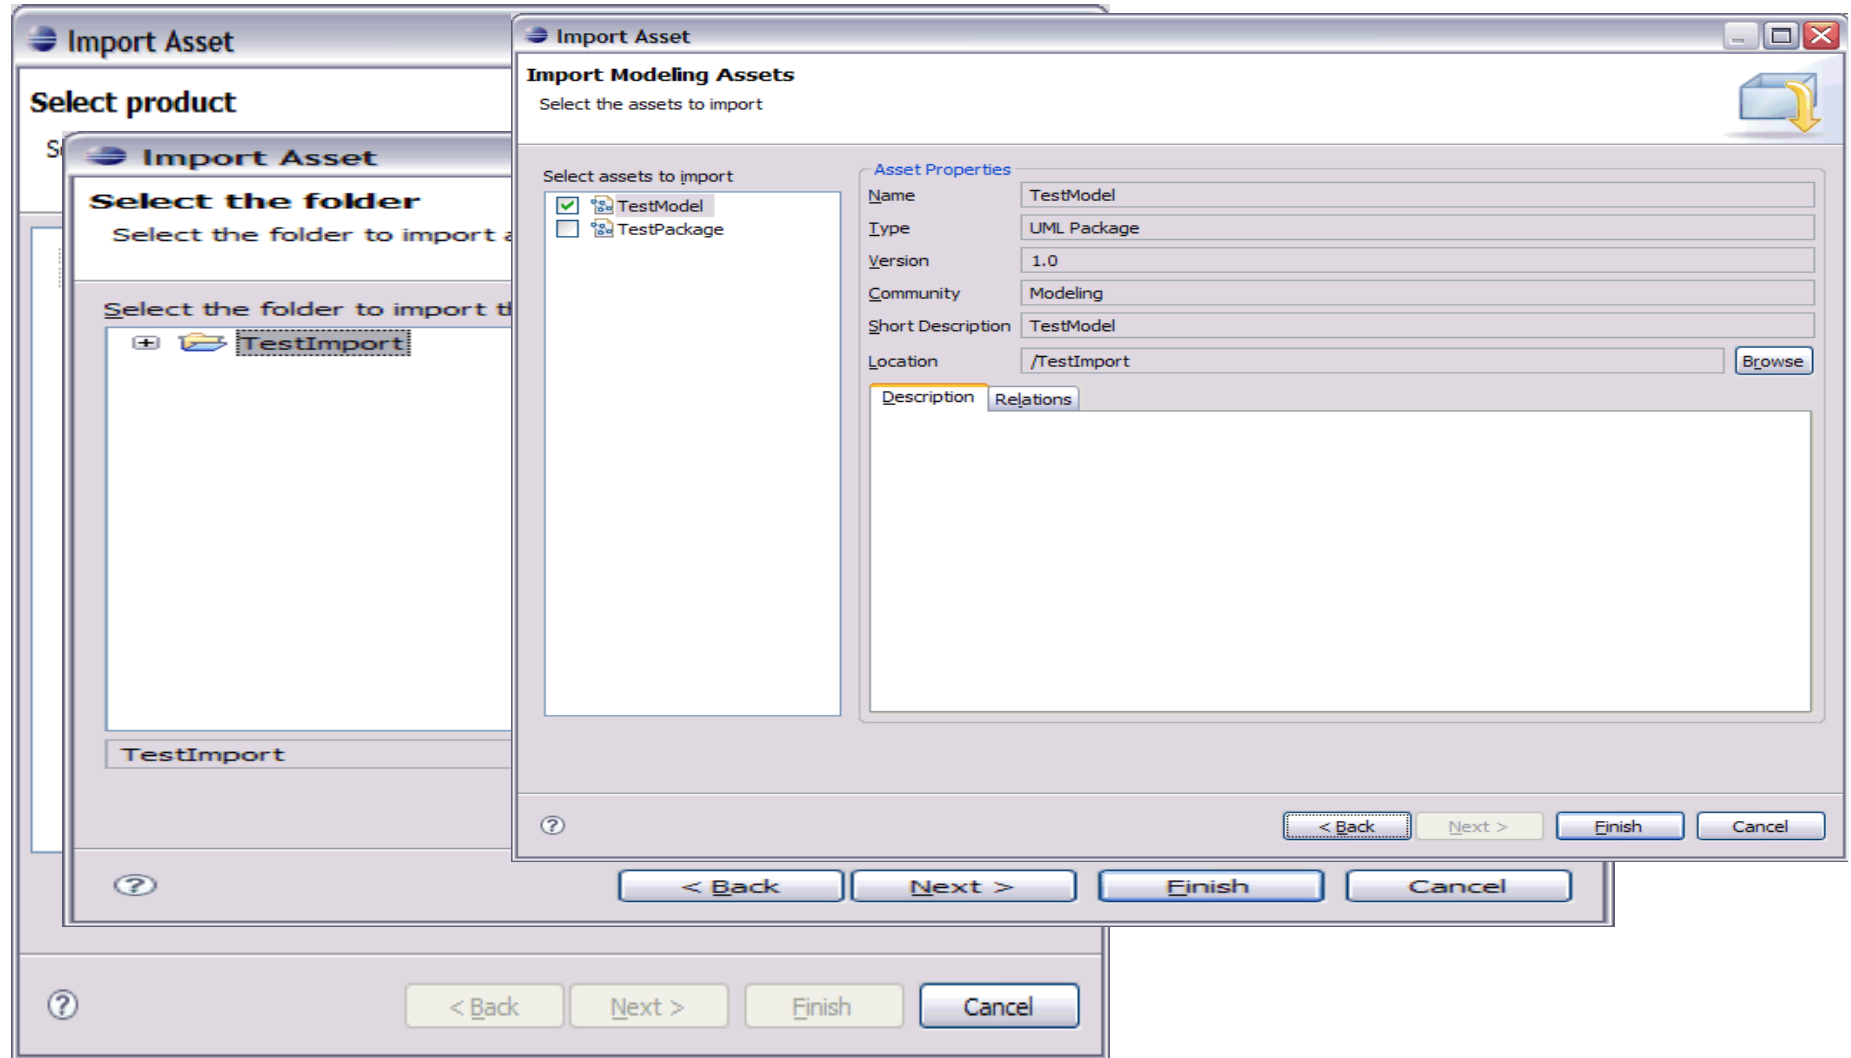 Import Asset
Select product
Import Asset
Select the folder
Select the folder to import
Select the folder to import
TestImport
TestImport
< Back Next > Finish Cancel
< Back Next > Finish Cancel
Import Asset
Import Modeling Assets
Select the assets to import
Select assets to import
TestModel
TestPackage
Asset Properties
Name TestModel
Type UML Package
Version 1.0
Community Modeling
Short Description TestModel
Location /TestImport Browse
Description Relations
< Back Next > Finish Cancel